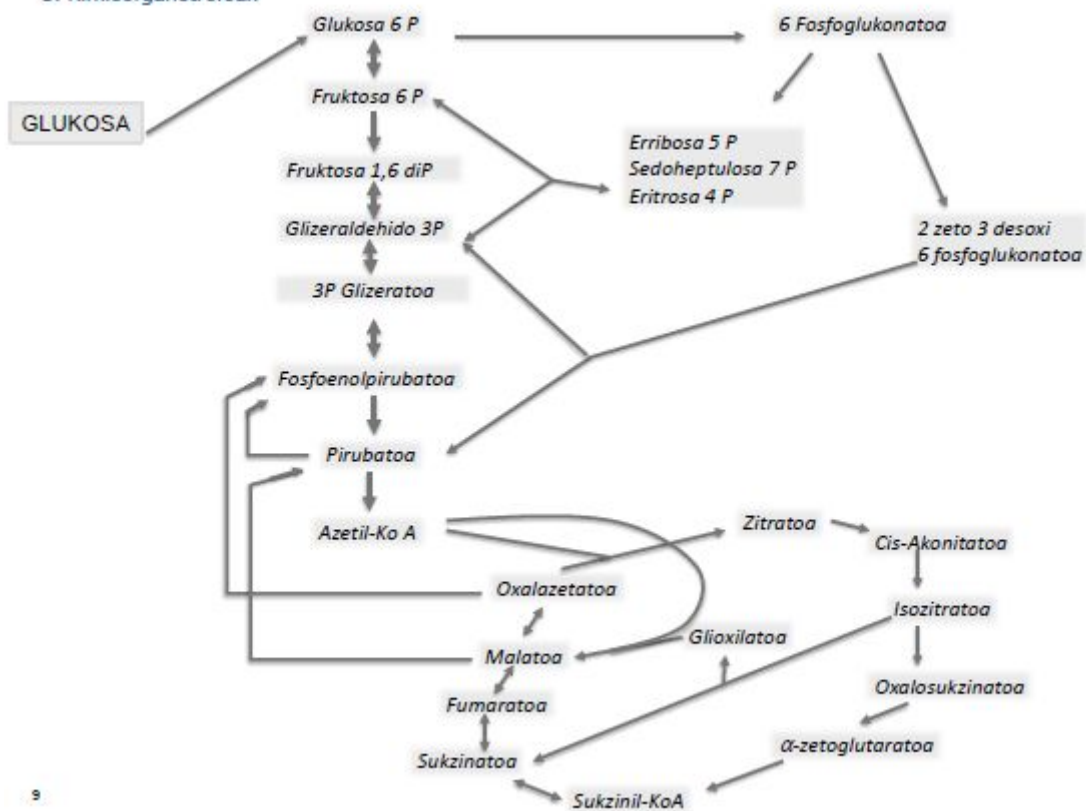 Glukosa 6 P
6 Fosfoglukonatoa
Fruktosa 6 P
GLUKOSA
Erribosa 5 P
Sedoheptulosa 7 P
Eritrosa 4 P
Fruktosa 1,6 diP
Glizeraldehido 3P
2 zeto 3 desoxi
6 fosfoglukonatoa
3P Glizeratoa
Fosfoenolpirubatoa
Pirubatoa
Azetil-Ko A
Zitratoa
Cis-Akonitatoa
Oxalazetatoa
Isozitratoa
Glioxilatoa
Malatoa
Oxalosukzinatoa
Fumaratoa
α-zetoglutaratoa
Sukzinatoa
Sukzinil-KoA
9